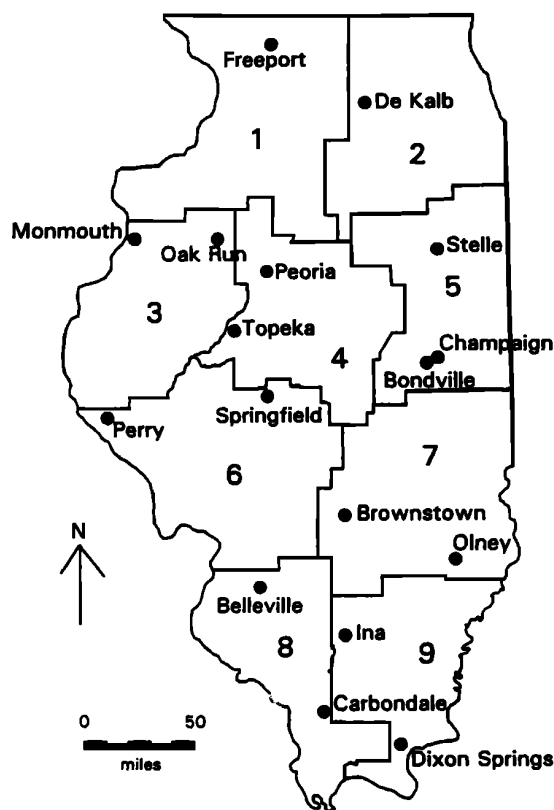 Freeport
De Kalb
1
2
Monmouth
Oak Run
Stelle
Peoria
5
3
Topeka
Champaign
4
Bondville
Springfield
Perry
7
6
Brownstown
N
Olney
Belleville
Ina
8
9
Carbondale
0 50
miles
Dixon Springs